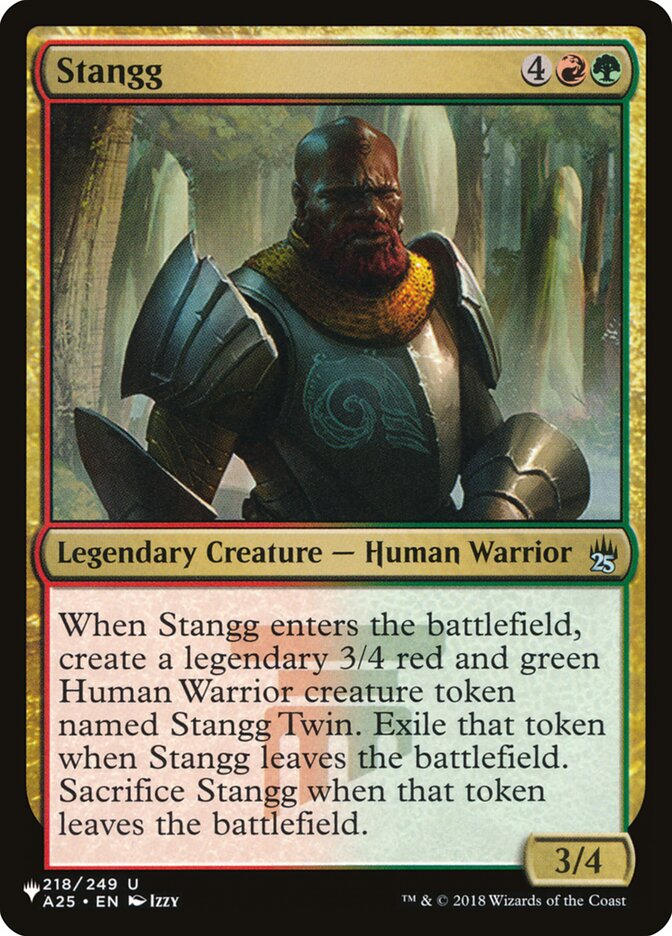 Stangg
4
Legendary Creature — Human Warrior
25
When Stangg enters the battlefield,
create a legendary 3/4 red and green
Human Warrior creature token
named Stangg Twin. Exile that token
when Stangg leaves the battlefield.
Sacrifice Stangg when that token
leaves the battlefield.
3/4
218/249 U
A25 • EN Izzy
™ & © 2018 Wizards of the Coast